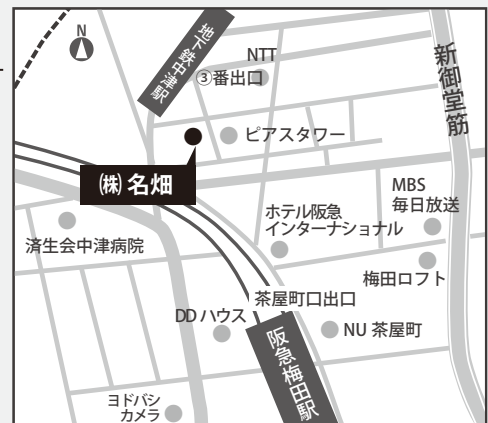 N
地下鉄中津駅
NTT
③番出口
新御堂筋
ピアスタワー
㈱名畑
MBS
毎日放送
ホテル阪急
インターナショナル
済生会中津病院
梅田ロフト
茶屋町口出口
DDハウス
NU 茶屋町
阪急梅田駅
ヨドバシ
カメラ